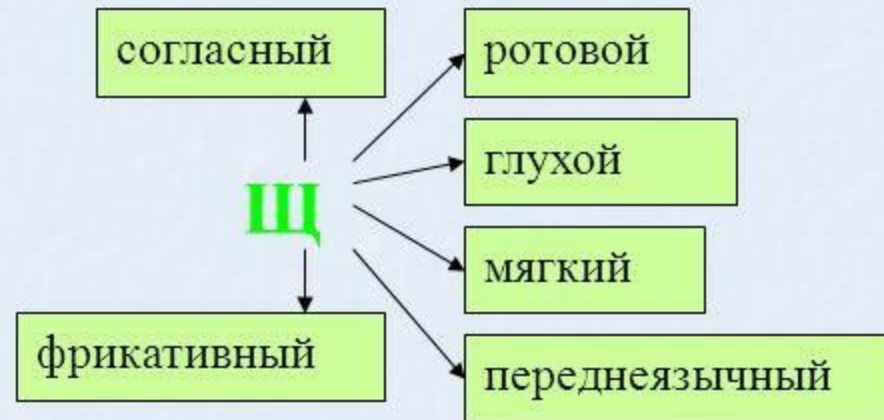 согласный
ротовой
глухой
Щ
мягкий
фрикативный
переднеязычный